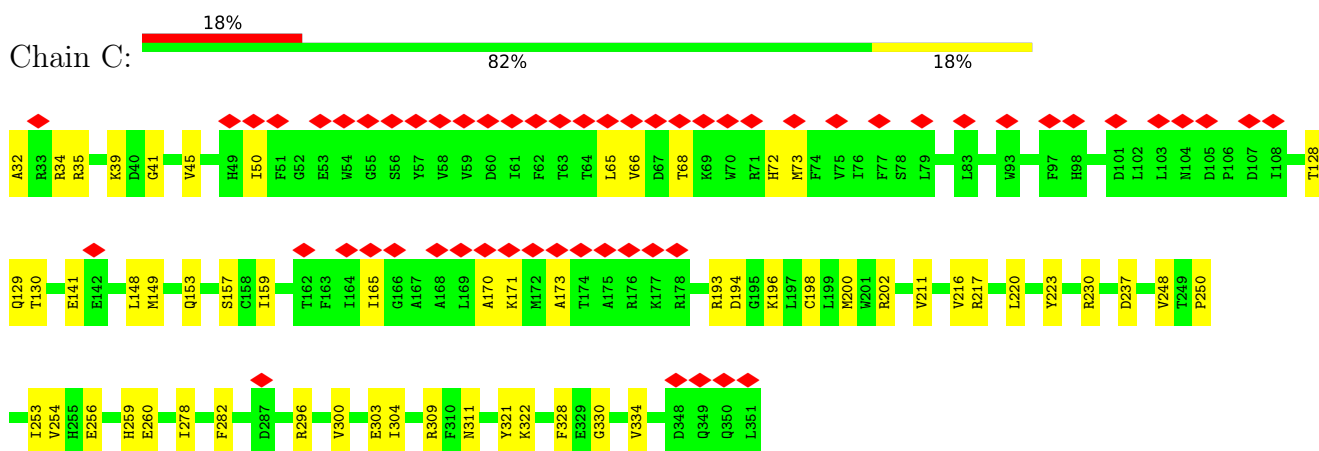 18%
Chain C:
82% 18%
A32 R33 R34 R35 K39 D40 G41 V45 H49 I50 F51 G52 E53 W54 G55 S56 Y57 V58 V59 D60 I61 F62 T63 T64 L65 V66 D67 T68 K69 W70 R71 H72 M73 F74 V75 I76 F77 S78 L79 L83 W93 F97 H98 D101 L102 L103 N104 D105 P106 D107 I108 T128
Q129 T130 E141 E142 L148 M149 Q153 S157 C158 I159 T162 F163 I164 I165 G166 A167 A168 L169 A170 K171 M172 A173 T174 A175 R176 K177 R178 R193 D194 G195 K196 L197 C198 L199 M200 W201 R202 V211 V216 R217 L220 Y223 R230 D237 V248 T249 P250
I253 V254 H255 E256 H259 E260 I278 F282 D287 R296 V300 E303 I304 R309 F310 N311 Y321 K322 F328 E329 G330 V334 D348 Q349 Q350 L351